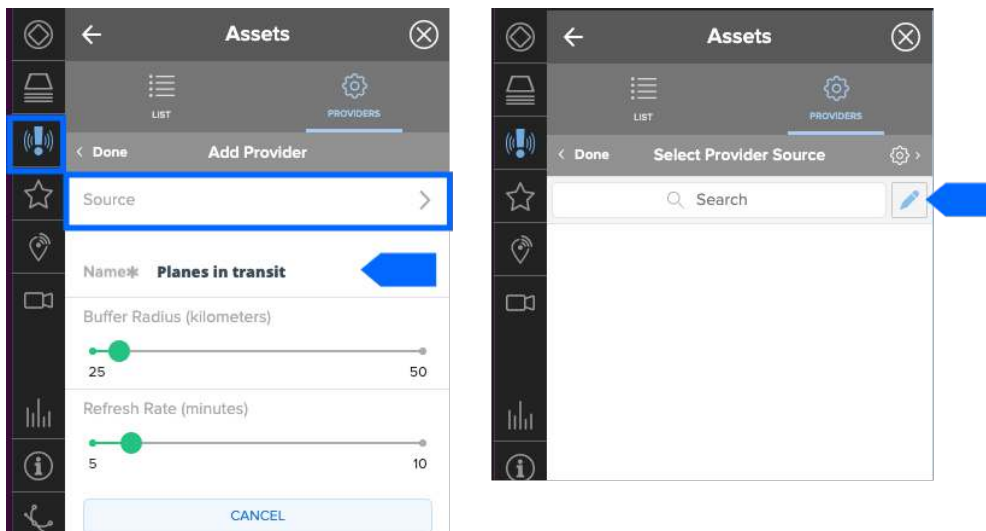 Assets
LIST
PROVIDERS
< Done Add Provider
Source
Name* Planes in transit
Buffer Radius (kilometers)
25 50
Refresh Rate (minutes)
5 10
CANCEL
Assets
LIST
PROVIDERS
< Done Select Provider Source
Search